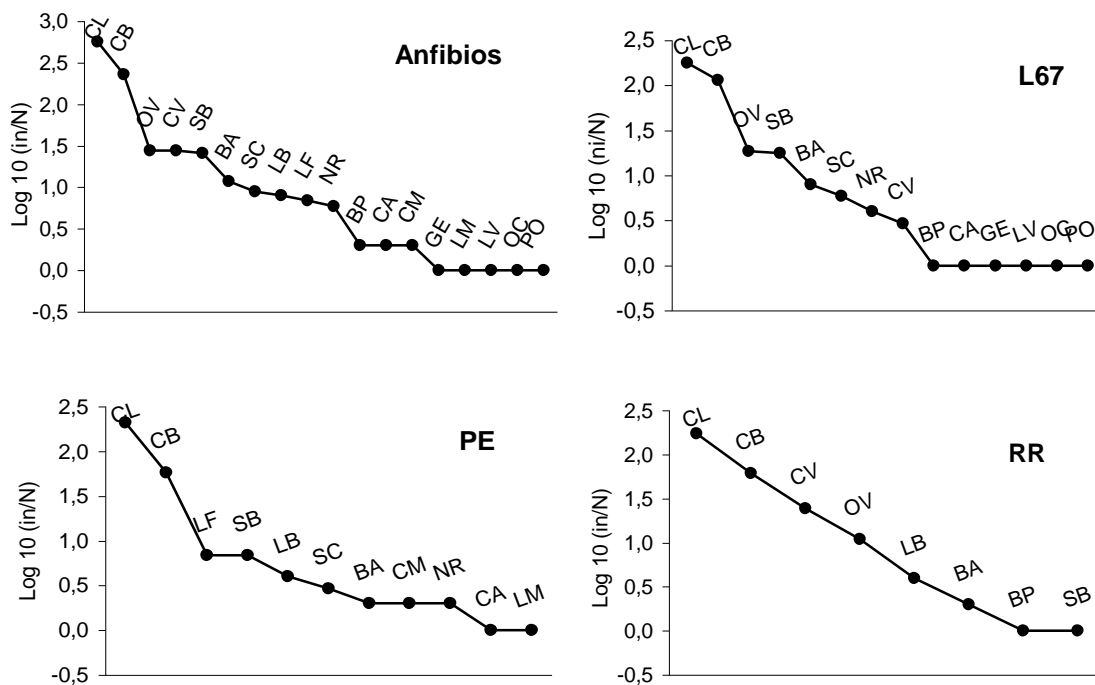 Anfibios
Log 10 (in/N)
3,0
2,5
2,0
1,5
1,0
0,5
0,0
-0,5
CL
CB
OV
CV
SB
BA
SC
LB
LF
NR
BP
CA
CM
GE
LM
LV
OC
PO
L67
Log 10 (ni/N)
2,5
2,0
1,5
1,0
0,5
0,0
-0,5
CL
CB
OV
SB
BA
SC
NR
CV
BP
CA
GE
LV
OC
PO
PE
Log 10 (in/N)
2,5
2,0
1,5
1,0
0,5
0,0
-0,5
CL
CB
LF
SB
LB
SC
BA
CM
NR
CA
LM
RR
Log 10 (in/N)
2,5
2,0
1,5
1,0
0,5
0,0
-0,5
CL
CB
CV
OV
LB
BA
BP
SB